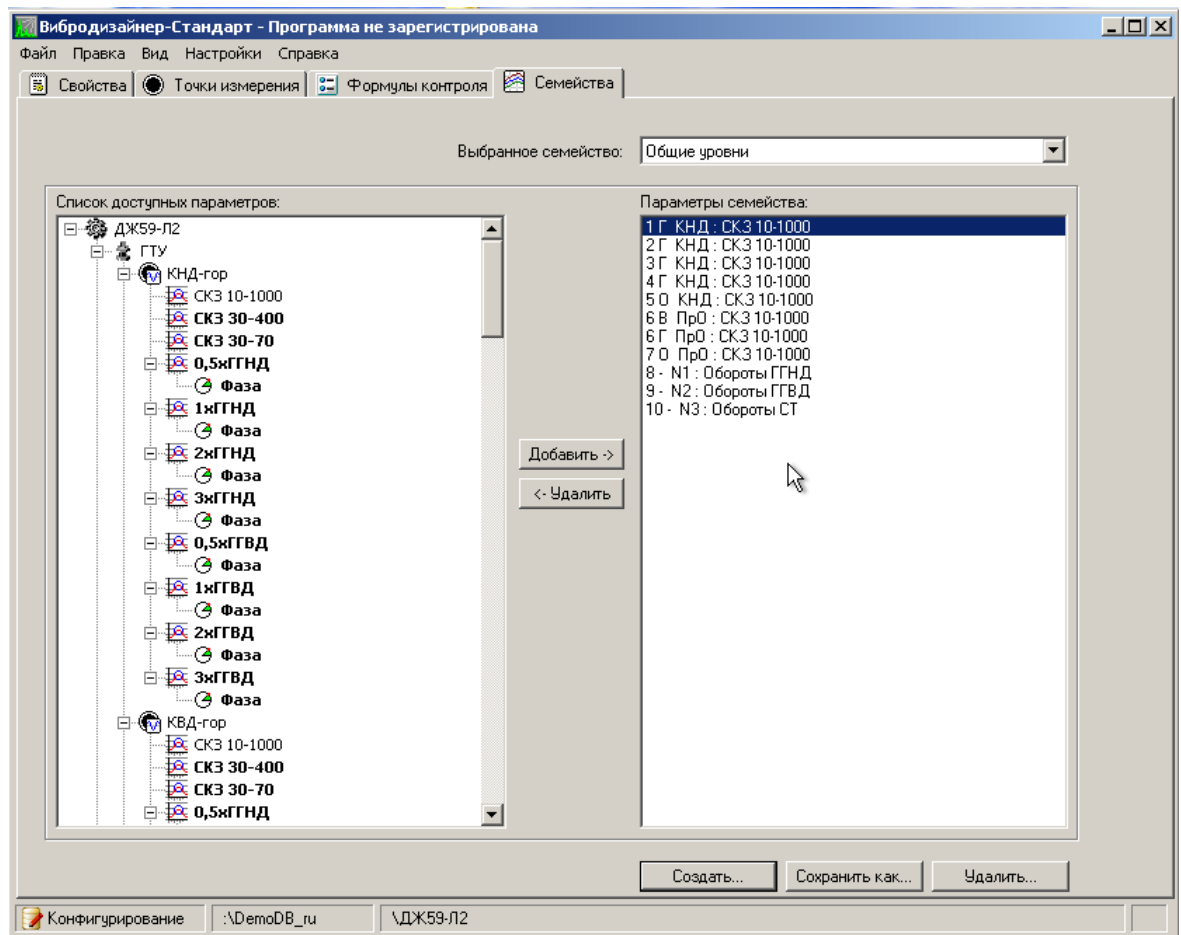 Вибродизайнер-Стандарт - Программа не зарегистрирована
Файл Правка Вид Настройки Справка
Свойства Точки измерения Формулы контроля Семейства
Выбранное семейство: Общие уровни
Список доступных параметров:
ДЖ59-Л2
ГТУ
КНД-гор
СКЗ 10-1000
СКЗ 30-400
СКЗ 30-70
0,5хГГНД
Фаза
1хГГНД
Фаза
2хГГНД
Фаза
3хГГНД
Фаза
0,5хГГВД
Фаза
1хГГВД
Фаза
2хГГВД
Фаза
3хГГВД
Фаза
КВД-гор
СКЗ 10-1000
СКЗ 30-400
СКЗ 30-70
0,5хГГНД
Добавить ->
<- Удалить
Параметры семейства:
1 Г КНД : СКЗ 10-1000
2 Г КНД : СКЗ 10-1000
3 Г КНД : СКЗ 10-1000
4 Г КНД : СКЗ 10-1000
5 О КНД : СКЗ 10-1000
6 В ПрО : СКЗ 10-1000
6 Г ПрО : СКЗ 10-1000
7 О ПрО : СКЗ 10-1000
8 - N1 : Обороты ГГНД
9 - N2 : Обороты ГГВД
10 - N3 : Обороты СТ
Создать... Сохранить как... Удалить...
Конфигурирование :\DemoDB_ru \ДЖ59-Л2